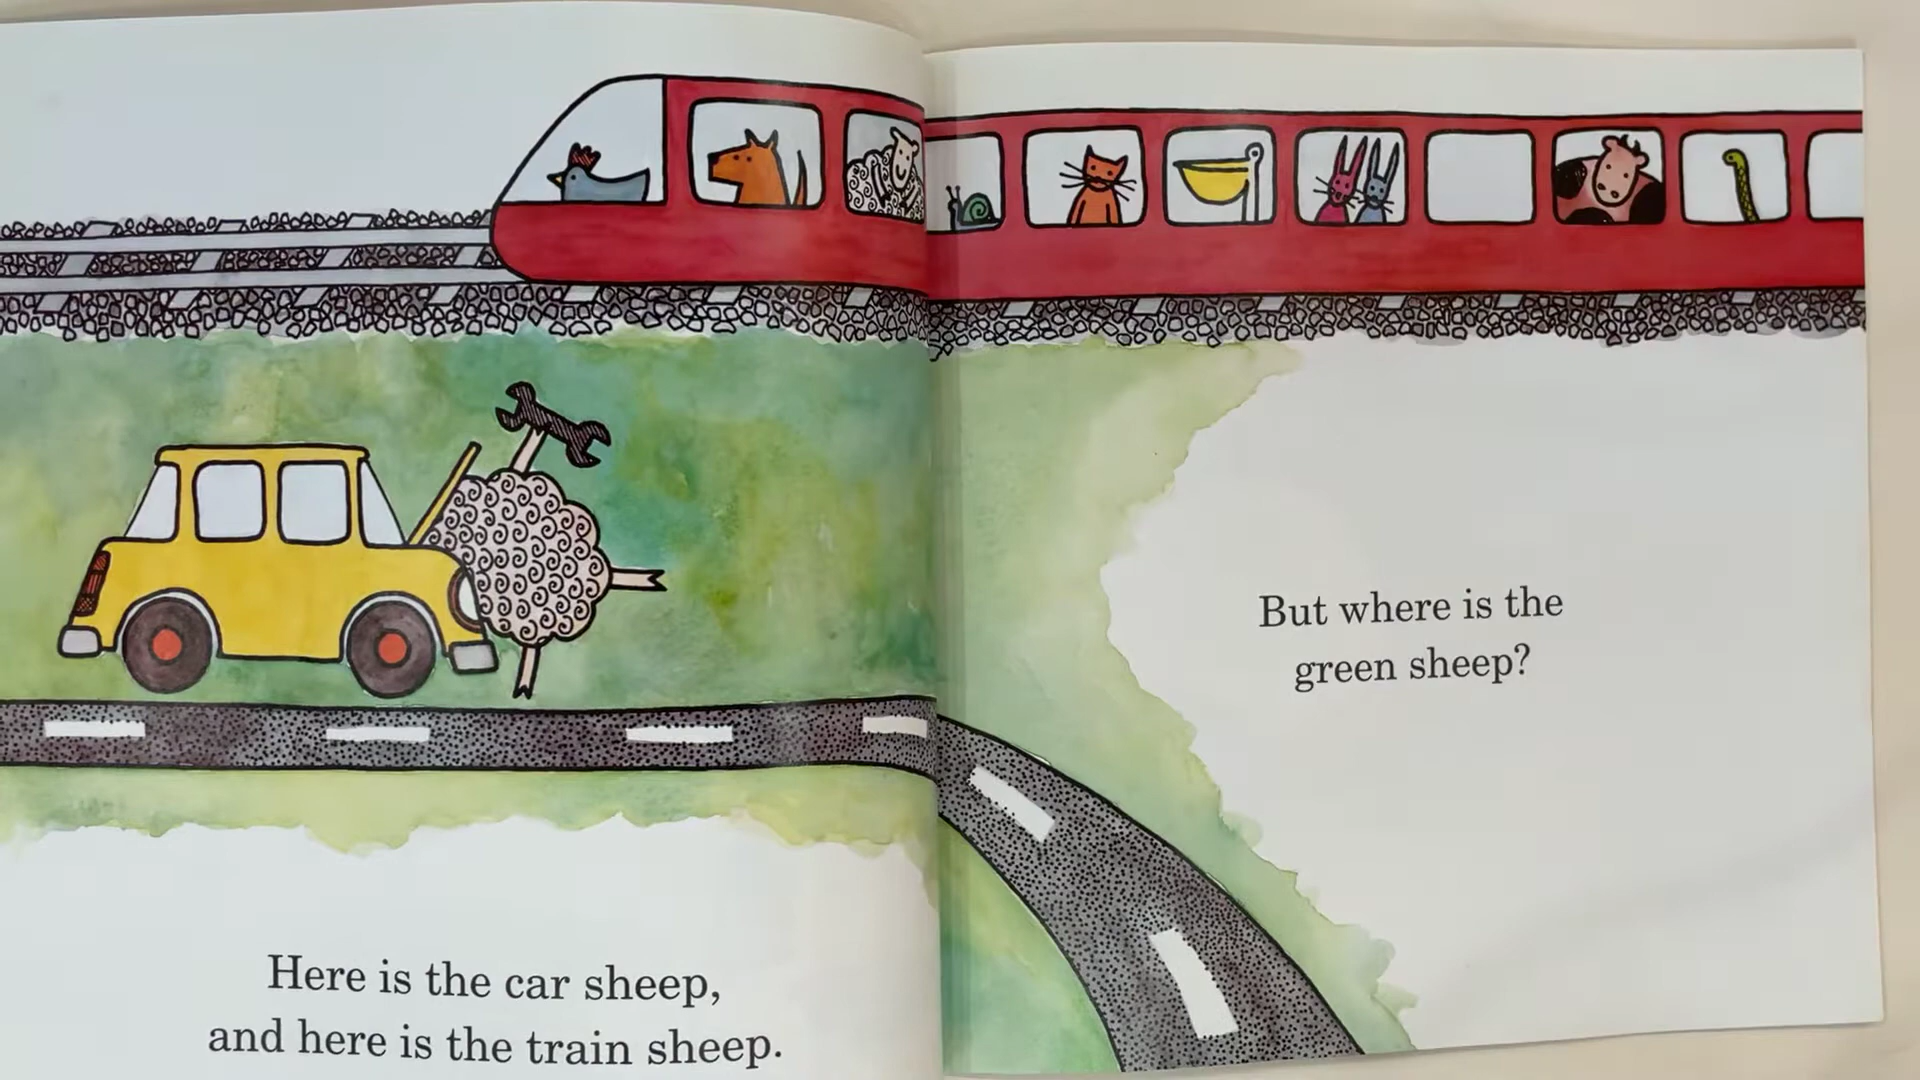 Here is the car sheep,
and here is the train sheep.
But where is the
green sheep?